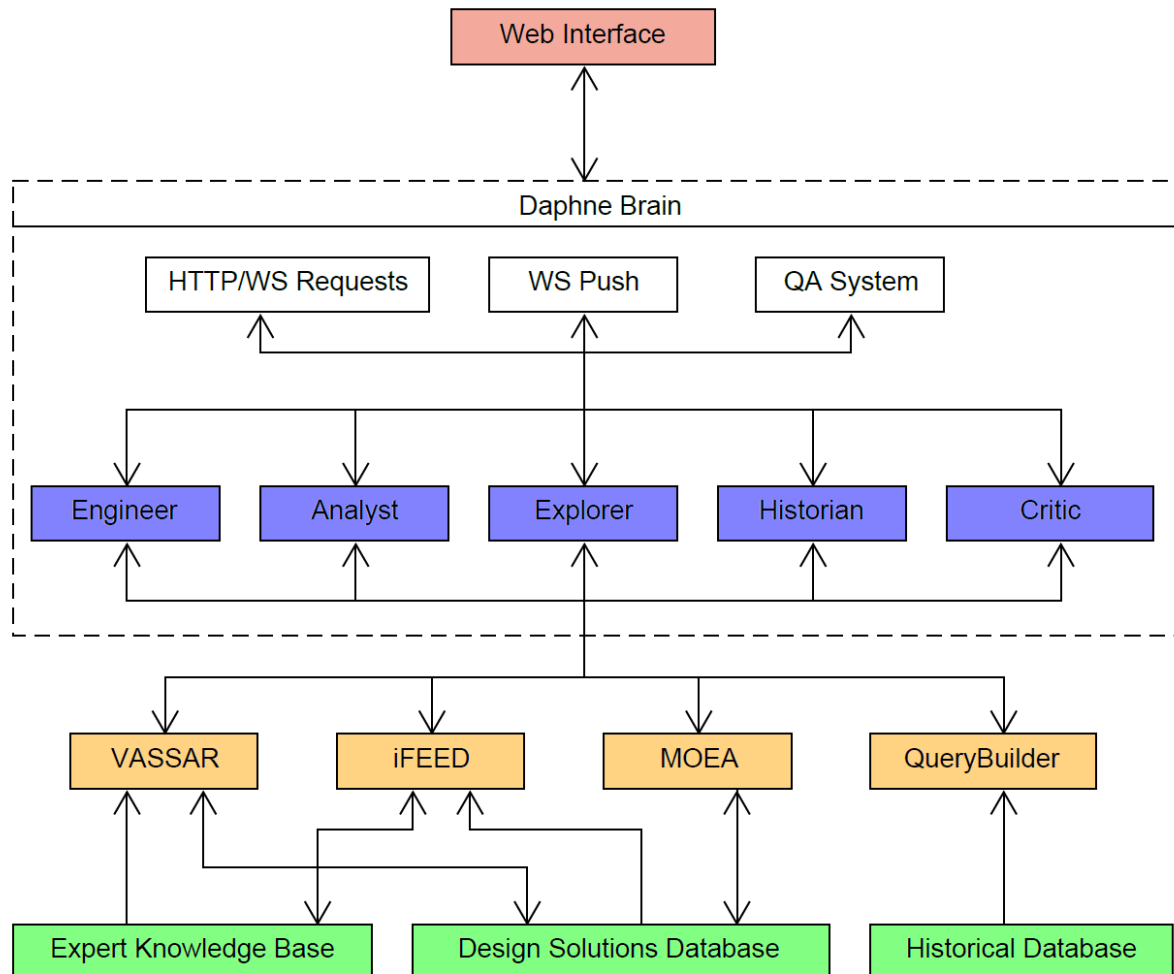 Web Interface
Daphne Brain
HTTP/WS Requests
WS Push
QA System
Engineer
Analyst
Explorer
Historian
Critic
VASSAR
iFEED
MOEA
QueryBuilder
Expert Knowledge Base
Design Solutions Database
Historical Database